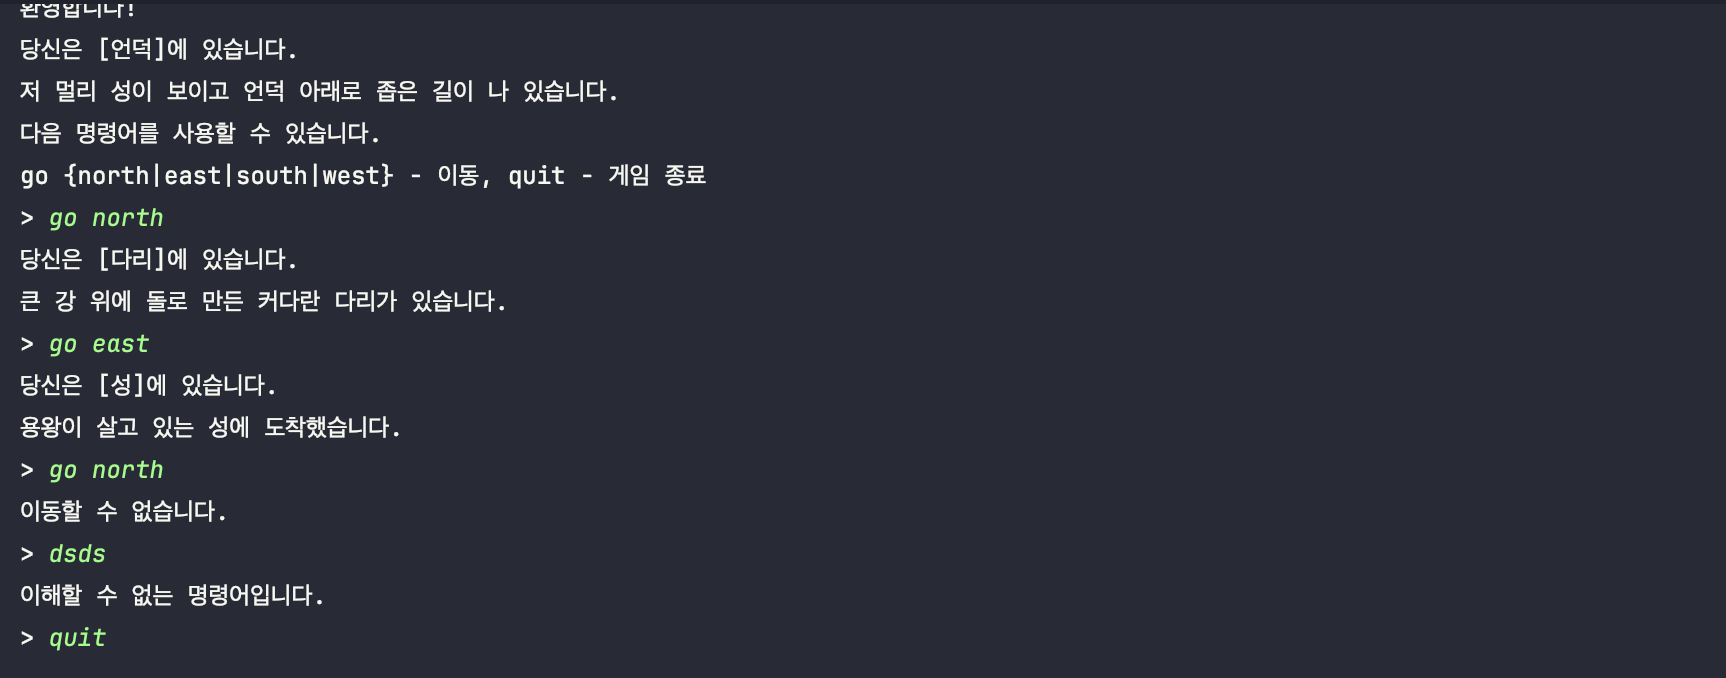 환영합니다!
당신은 [언덕]에 있습니다.
저 멀리 성이 보이고 언덕 아래로 좁은 길이 나 있습니다.
다음 명령어를 사용할 수 있습니다.
go {north|east|south|west} - 이동, quit - 게임 종료
> go north
당신은 [다리]에 있습니다.
큰 강 위에 돌로 만든 커다란 다리가 있습니다.
> go east
당신은 [성]에 있습니다.
용왕이 살고 있는 성에 도착했습니다.
> go north
이동할 수 없습니다.
> dsds
이해할 수 없는 명령어입니다.
> quit